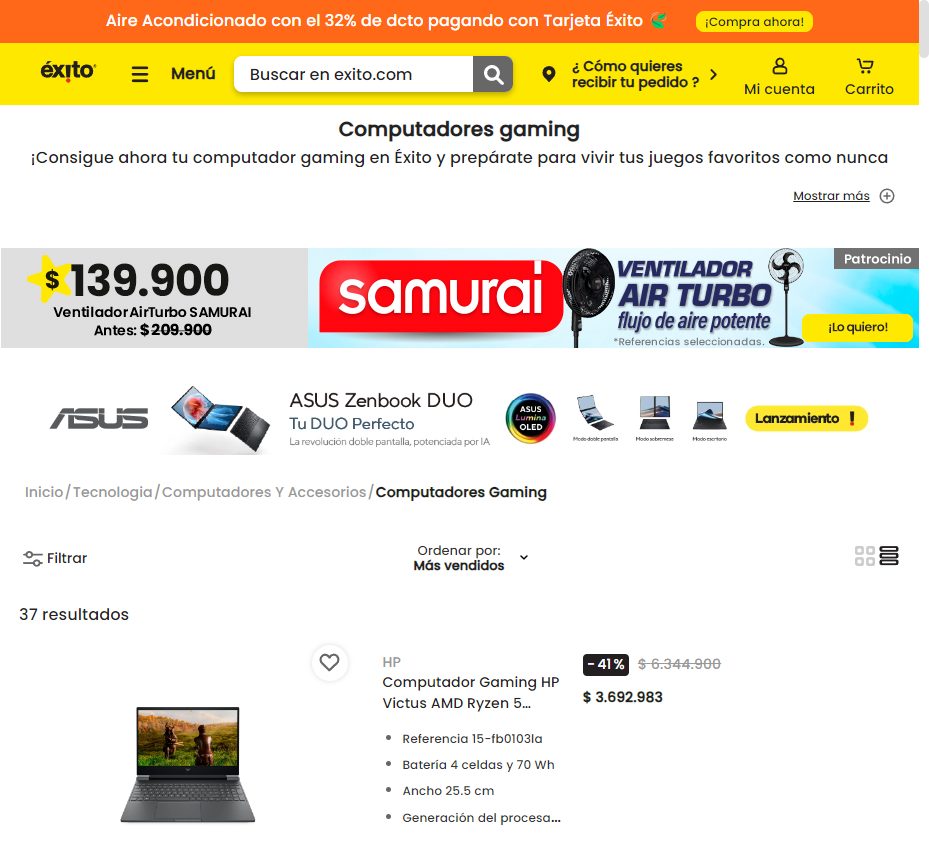 Aire Acondicionado con el 32% de dcto pagando con Tarjeta Éxito
¡Compra ahora!
éxito
Menú
Buscar en exito.com
¿ Cómo quieres
recibir tu pedido ?
Mi cuenta
Carrito
Computadores gaming
¡Consigue ahora tu computador gaming en Éxito y prepárate para vivir tus juegos favoritos como nunca
Mostrar más
$139.900
Ventilador AirTurbo SAMURAI
Antes: $ 209.900
samurai
VENTILADOR
AIR TURBO
flujo de aire potente
*Referencias seleccionadas.
Patrocinio
¡Lo quiero!
ASUS
ASUS Zenbook DUO
Tu DUO Perfecto
La revolución doble pantalla, potenciada por IA
ASUS
Lumina
OLED
Modo doble pantalla
Modo sobremesa
Modo escritorio
Lanzamiento !
Inicio/Tecnologia/Computadores Y Accesorios/Computadores Gaming
Filtrar
Ordenar por:
Más vendidos
37 resultados
HP
Computador Gaming HP
Victus AMD Ryzen 5...
Referencia 15-fb0103la
Batería 4 celdas y 70 Wh
Ancho 25.5 cm
Generación del procesa...
- 41 %
$ 6.344.900
$ 3.692.983